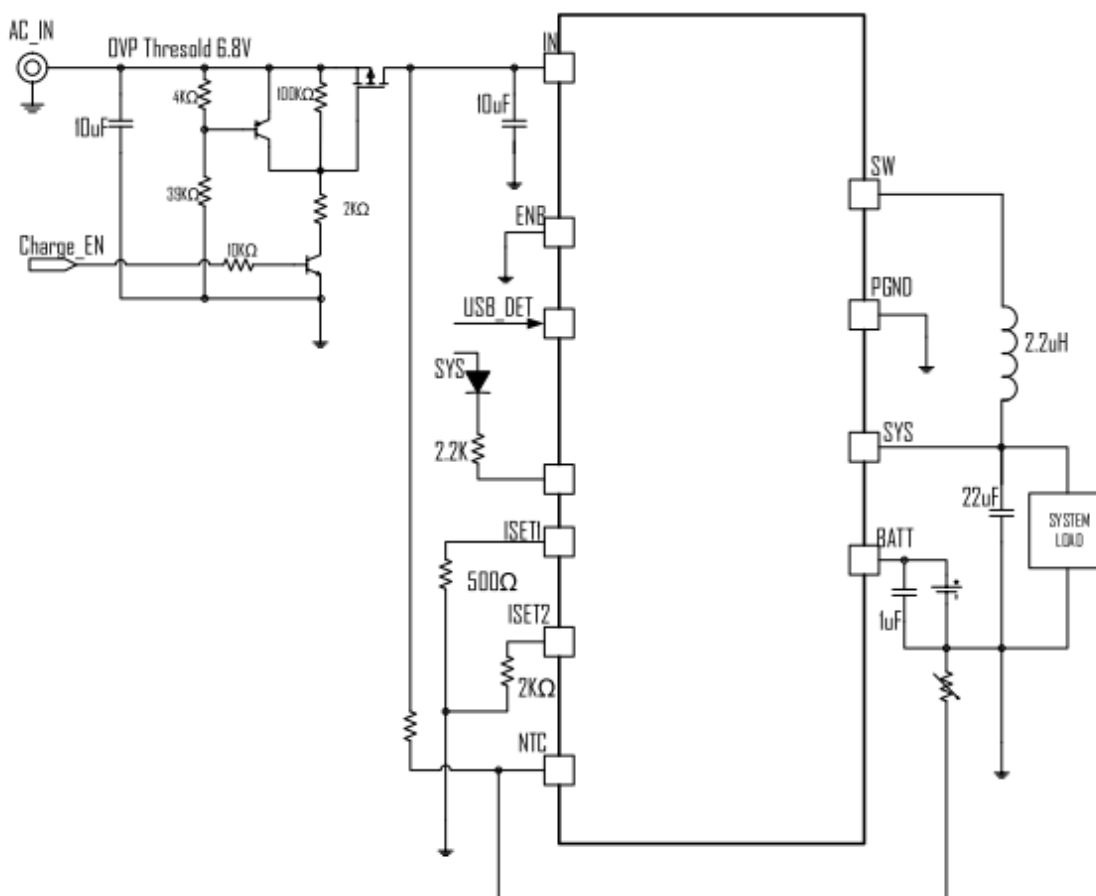 AC_IN
OVP Thresold 6.8V
IN
4KΩ
100KΩ
10uF
10uF
39KΩ
2KΩ
ENB
SW
Charge_EN
10KΩ
PGND
USB_DET
2.2uH
SYS
SYS
2.2K
22uF
SYSTEM
LOAD
ISET1
BATT
500Ω
1uF
ISET2
2KΩ
NTC